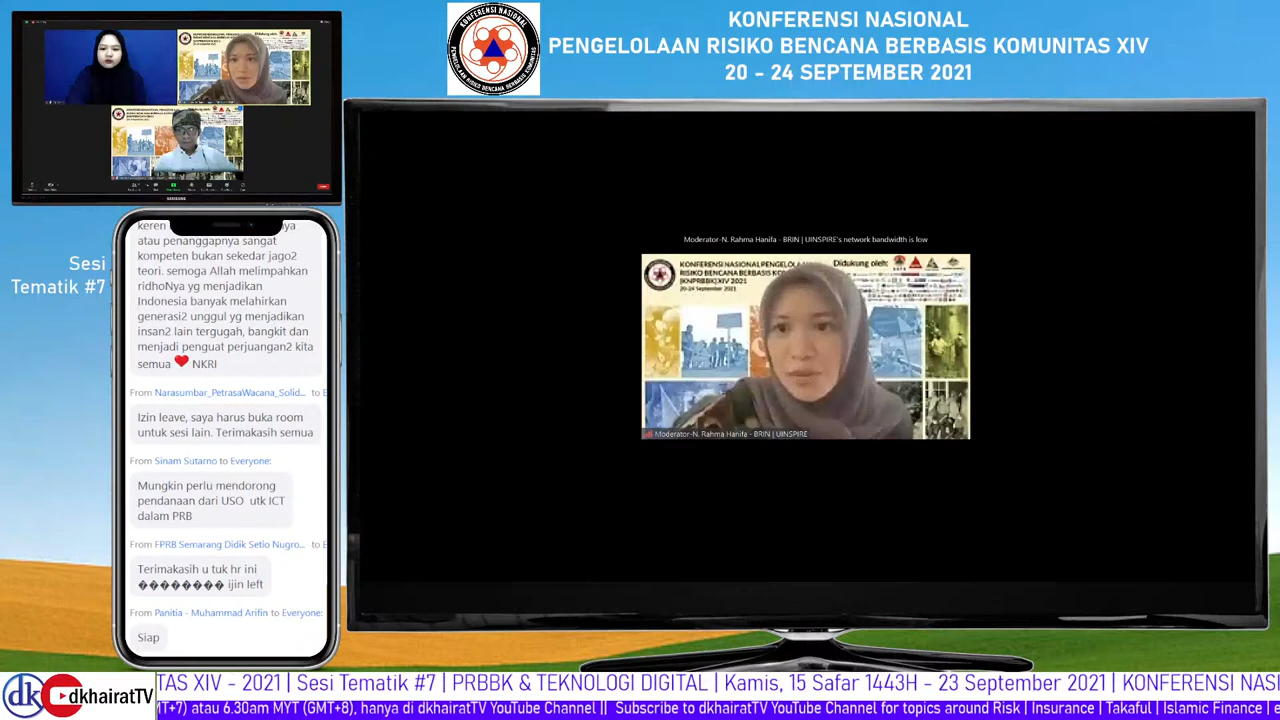 KONFERENSI NASIONAL
PENGELOLAAN RISIKO BENCANA BERBASIS KOMUNITAS XIV
20 - 24 SEPTEMBER 2021
Sesi
Tematik #7
keren
atau penanggapnya sangat
kompeten bukan sekedar jago2
teori. semoga Allah melimpahkan
ridhoNya yg menjadikan
Indonesia banyak melahirkan
generasi2 unggul yg menjadikan
insan2 lain tergugah, bangkit dan
menjadi penguat perjuangan2 kita
semua ❤ NKRI
From Narasumbar_PetrasaWacana_Solid... to E
Izin leave, saya harus buka room
untuk sesi lain. Terimakasih semua
From Sinam Sutarno to Everyone:
Mungkin perlu mendorong
pendanaan dari USO utk ICT
dalam PRB
From FPRB Semarang Didik Setio Nugro... to E
Terimakasih u tuk hr ini
��������� ijin left
From Panitia - Muhammad Arifin to Everyone:
Siap
Moderator-N. Rahma Hanifa - BRIN | UINSPIRE's network bandwidth is low
KONFERENSI NASIONAL PENGELOL
RISIKO BENCANA BERBASIS KO
(KNPRBBK) XIV 2021
20-24 September 2021
Didukung oleh:
Moderator-N. Rahma Hanifa - BRIN | UINSPIRE
SAMSUNG
dk dkhairatTV
TAS XIV - 2021 | Sesi Tematik #7 | PRBBK & TEKNOLOGI DIGITAL | Kamis, 15 Safar 1443H - 23 September 2021 | KONFERENSI NASI
MT+7) atau 6.30am MYT (GMT+8), hanya di dkhairatTV YouTube Channel || Subscribe to dkhairatTV YouTube Channel for topics around Risk | Insurance | Takaful | Islamic Finance | e